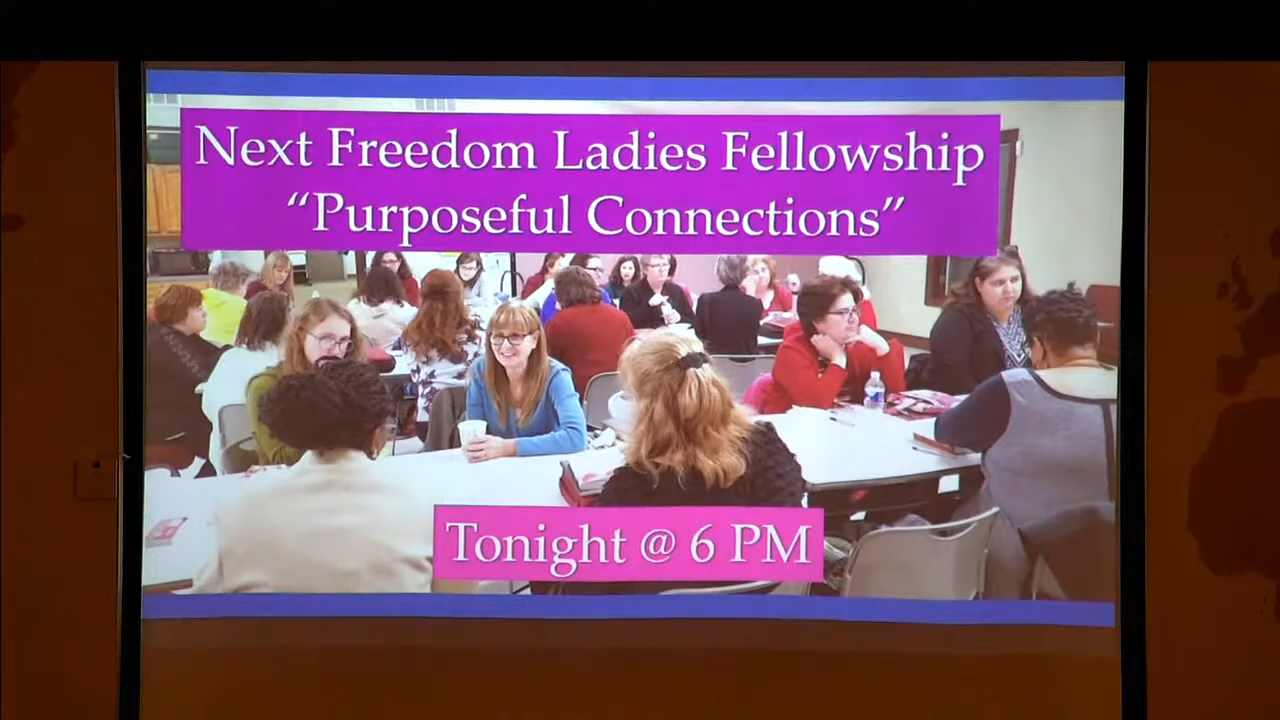 Next Freedom Ladies Fellowship
“Purposeful Connections”
Tonight @ 6 PM